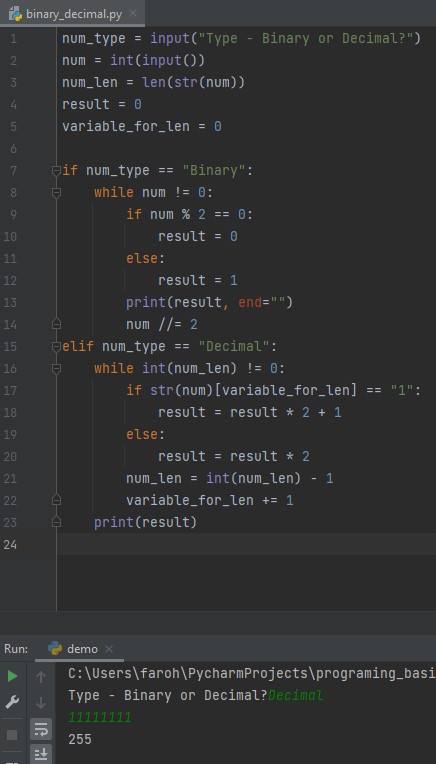 binary_decimal.py
1 num_type = input("Type - Binary or Decimal?")
2 num = int(input())
3 num_len = len(str(num))
4 result = 0
5 variable_for_len = 0
6
7 if num_type == "Binary":
8     while num != 0:
9         if num % 2 == 0:
10             result = 0
11         else:
12             result = 1
13         print(result, end="")
14         num //= 2
15 elif num_type == "Decimal":
16     while int(num_len) != 0:
17         if str(num)[variable_for_len] == "1":
18             result = result * 2 + 1
19         else:
20             result = result * 2
21         num_len = int(num_len) - 1
22         variable_for_len += 1
23     print(result)
24
Run: demo
C:\Users\faroh\PycharmProjects\programing_basi
Type - Binary or Decimal?Decimal
11111111
255